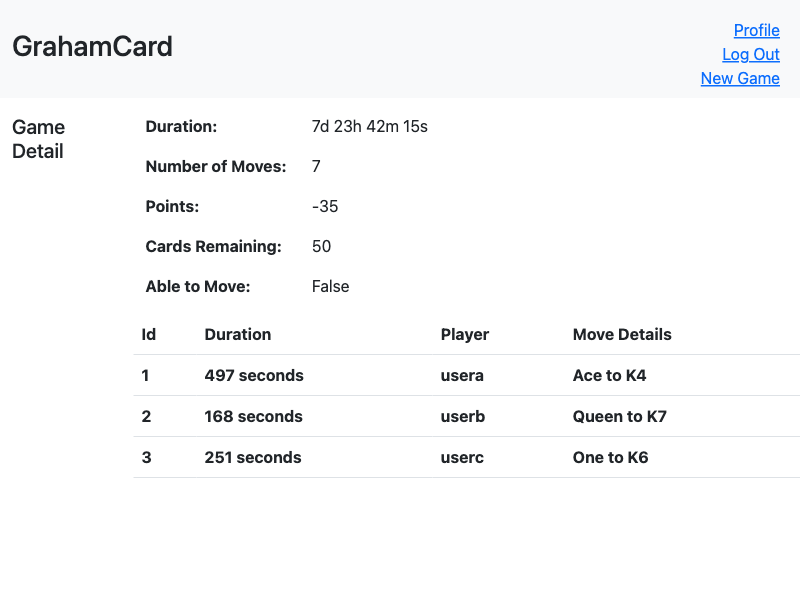 GrahamCard
Profile
Log Out
New Game
Game
Detail
Duration: 7d 23h 42m 15s
Number of Moves: 7
Points: -35
Cards Remaining: 50
Able to Move: False
Id Duration Player Move Details
1 497 seconds usera Ace to K4
2 168 seconds userb Queen to K7
3 251 seconds userc One to K6